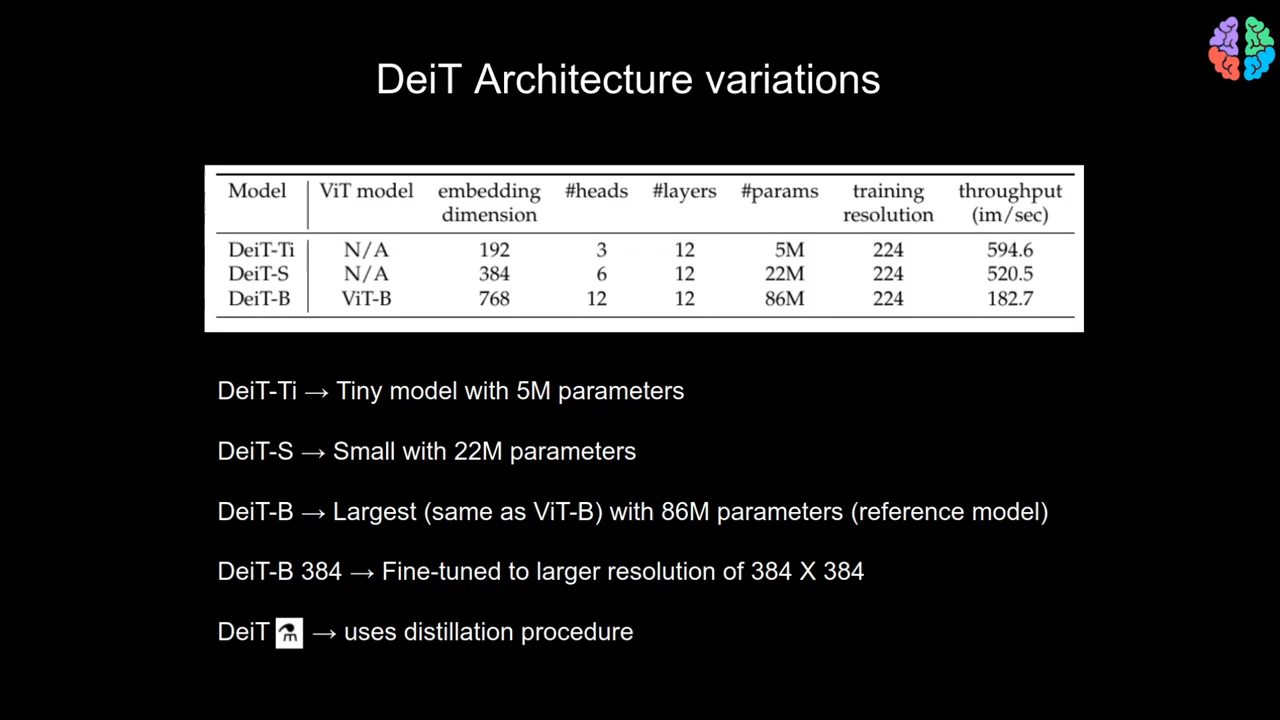 DeiT Architecture variations
Model ViT model embedding dimension #heads #layers #params training resolution throughput (im/sec)
DeiT-Ti N/A 192 3 12 5M 224 594.6
DeiT-S N/A 384 6 12 22M 224 520.5
DeiT-B ViT-B 768 12 12 86M 224 182.7
DeiT-Ti → Tiny model with 5M parameters
DeiT-S → Small with 22M parameters
DeiT-B → Largest (same as ViT-B) with 86M parameters (reference model)
DeiT-B 384 → Fine-tuned to larger resolution of 384 X 384
DeiT ⚗ → uses distillation procedure